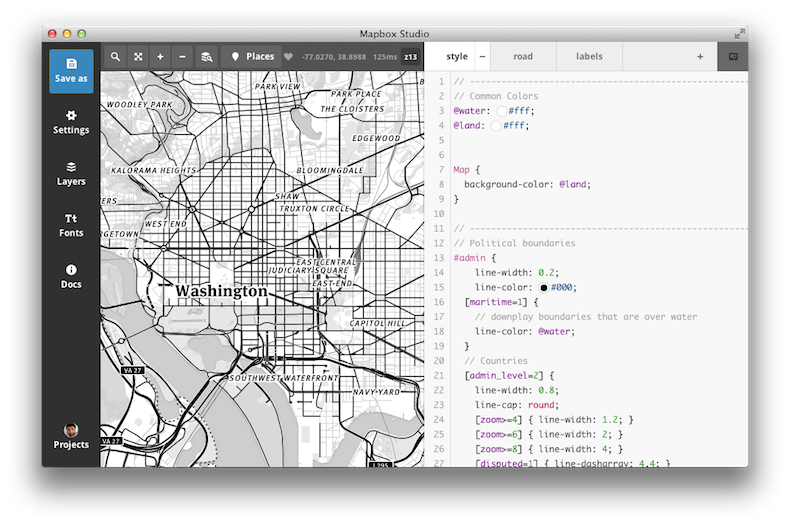 Mapbox Studio
Save as
Settings
Layers
Fonts
Docs
Projects
Places
-77.0270, 38.8988 125ms z13
WOODLEY PARK
PARK VIEW
PARK PLACE
THE CLOISTERS
EDGEWOOD
KALORAMA HEIGHTS
BLOOMINGDALE
SHAW
TRUXTON CIRCLE
WEST END
EAST CENTRAL
JUDICIARY SQUARE
EAST END
Washington
CAPITOL HILL
VA 27
SOUTHWEST WATERFRONT
NAVY YARD
VA 27
I 295
style − road labels +
1 // ------------------------------------------------
2 // Common Colors
3 @water: #fff;
4 @land: #fff;
5
6
7 Map {
8 background-color: @land;
9 }
10
11 // ------------------------------------------------
12 // Political boundaries
13 #admin {
14 line-width: 0.2;
15 line-color: #000;
16 [maritime=1] {
17 // downplay boundaries that are over water
18 line-color: @water;
19 }
20 // Countries
21 [admin_level=2] {
22 line-width: 0.8;
23 line-cap: round;
24 [zoom>=4] { line-width: 1.2; }
25 [zoom>=6] { line-width: 2; }
26 [zoom>=8] { line-width: 4; }
27 [disputed=1] { line-dasharray: 4,4; }